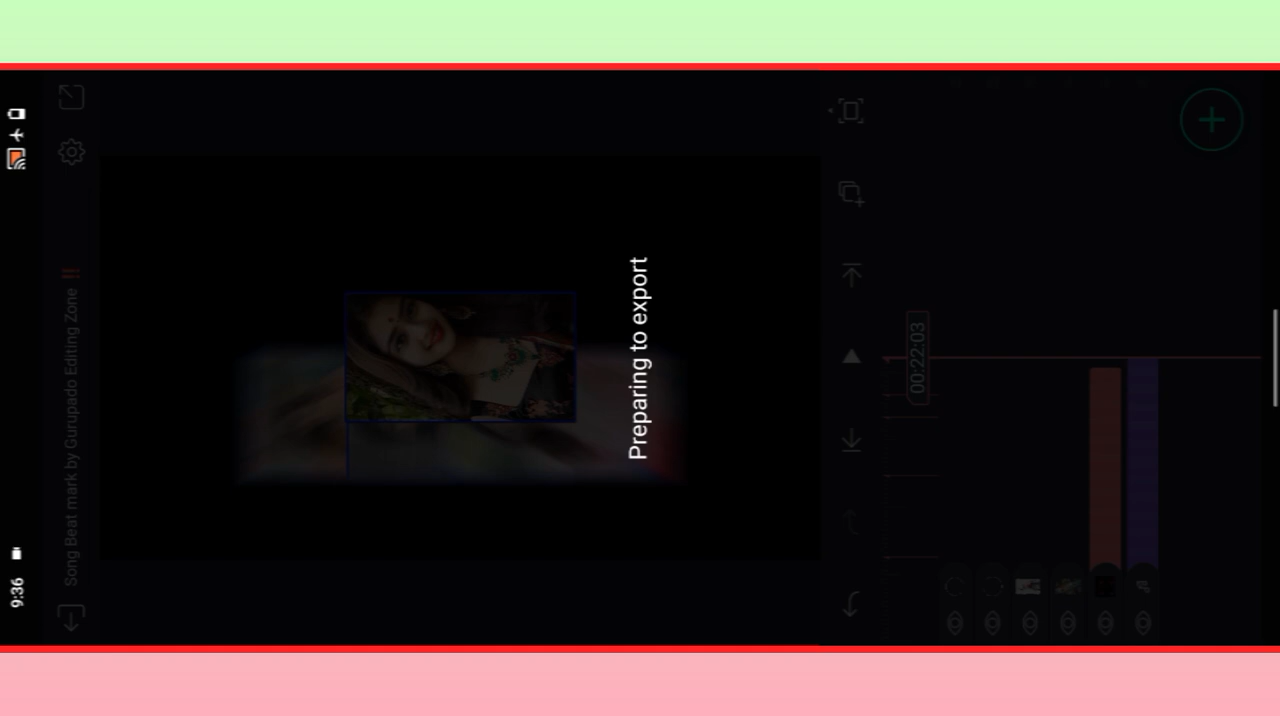 9:36
Song Beat mark by Gurupado Editing Zone !!!
Preparing to export
00:22:03